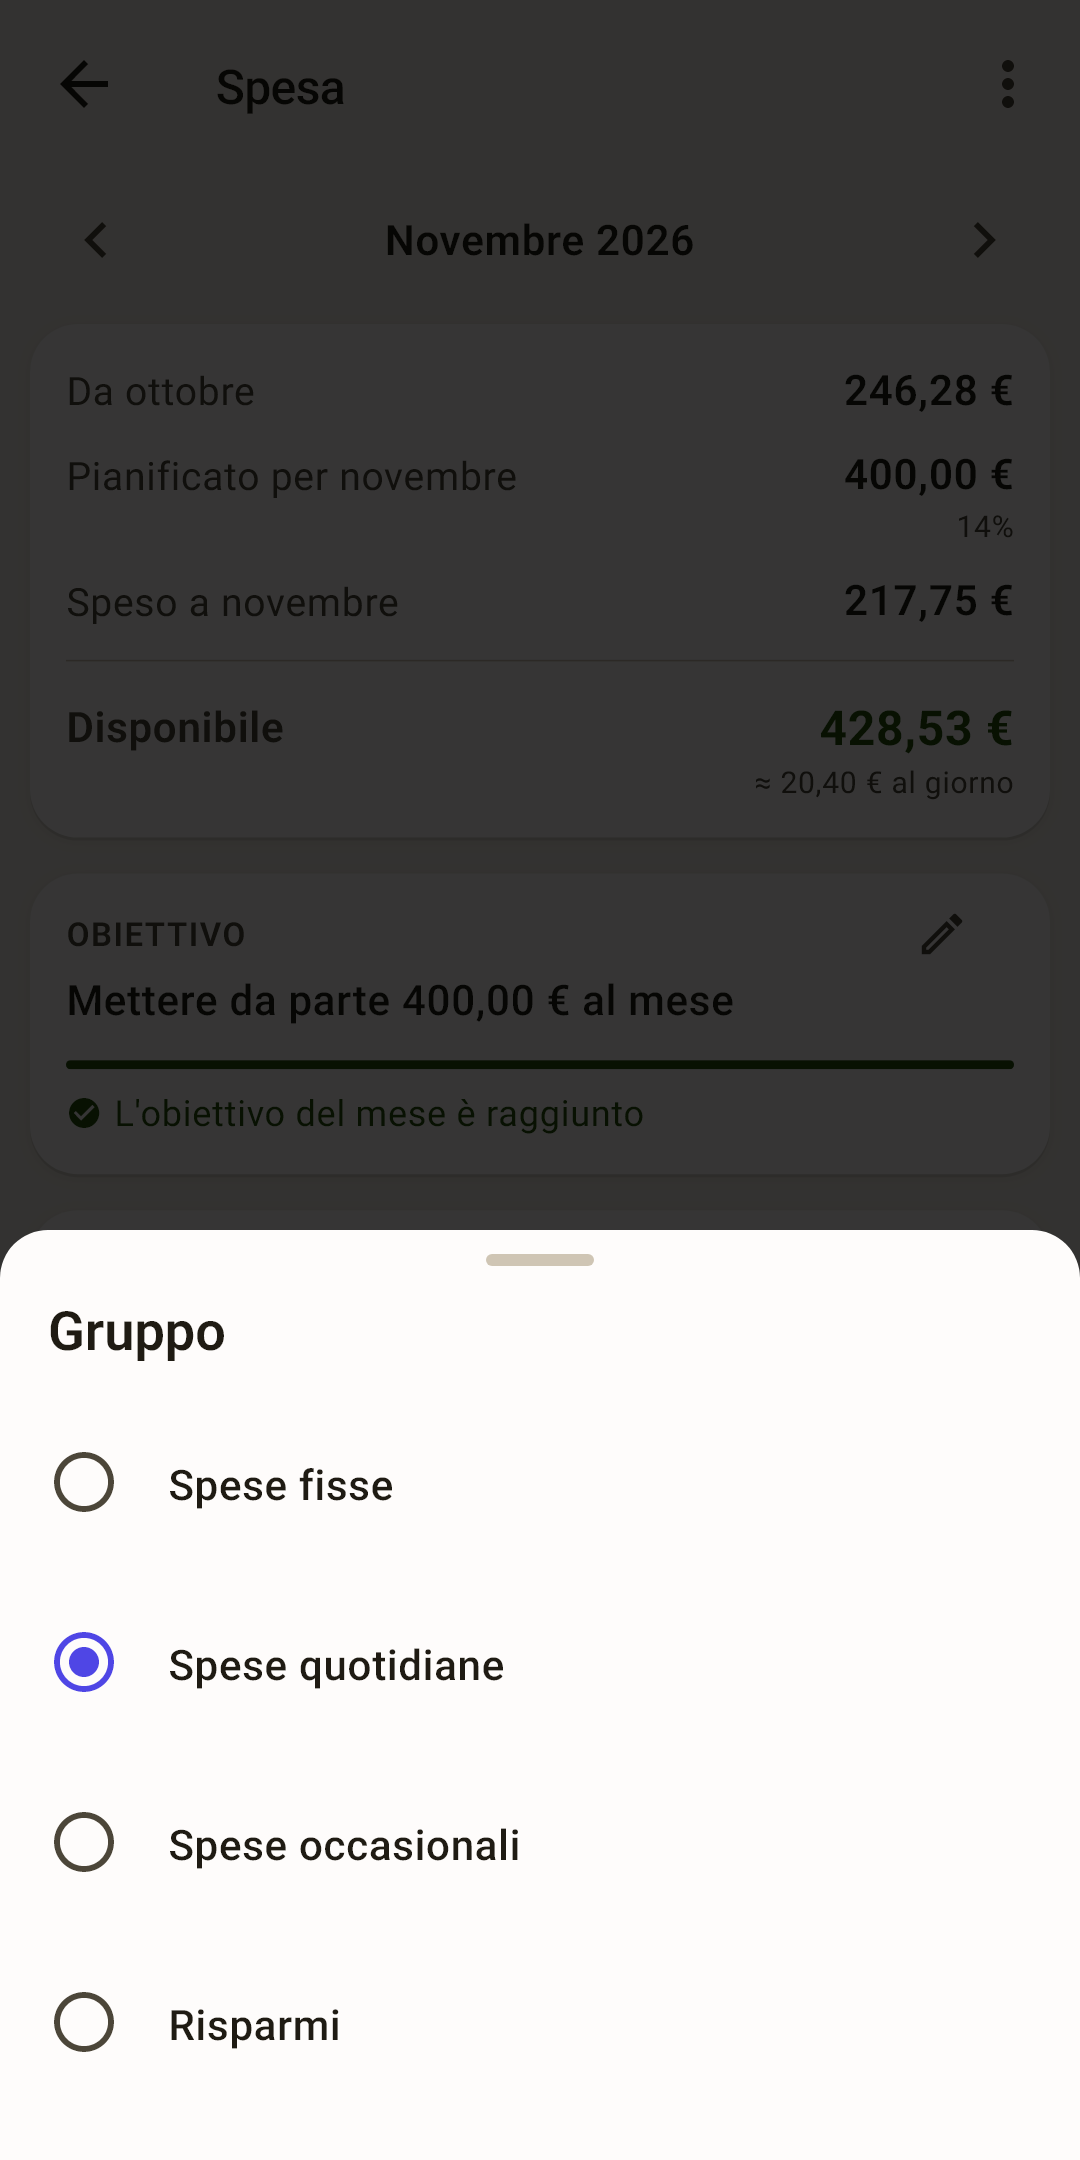 Spesa
Novembre 2026
Da ottobre 246,28 €
Pianificato per novembre 400,00 €
14%
Speso a novembre 217,75 €
Disponibile 428,53 €
≈ 20,40 € al giorno
OBIETTIVO
Mettere da parte 400,00 € al mese
L'obiettivo del mese è raggiunto
Gruppo
Spese fisse
Spese quotidiane
Spese occasionali
Risparmi